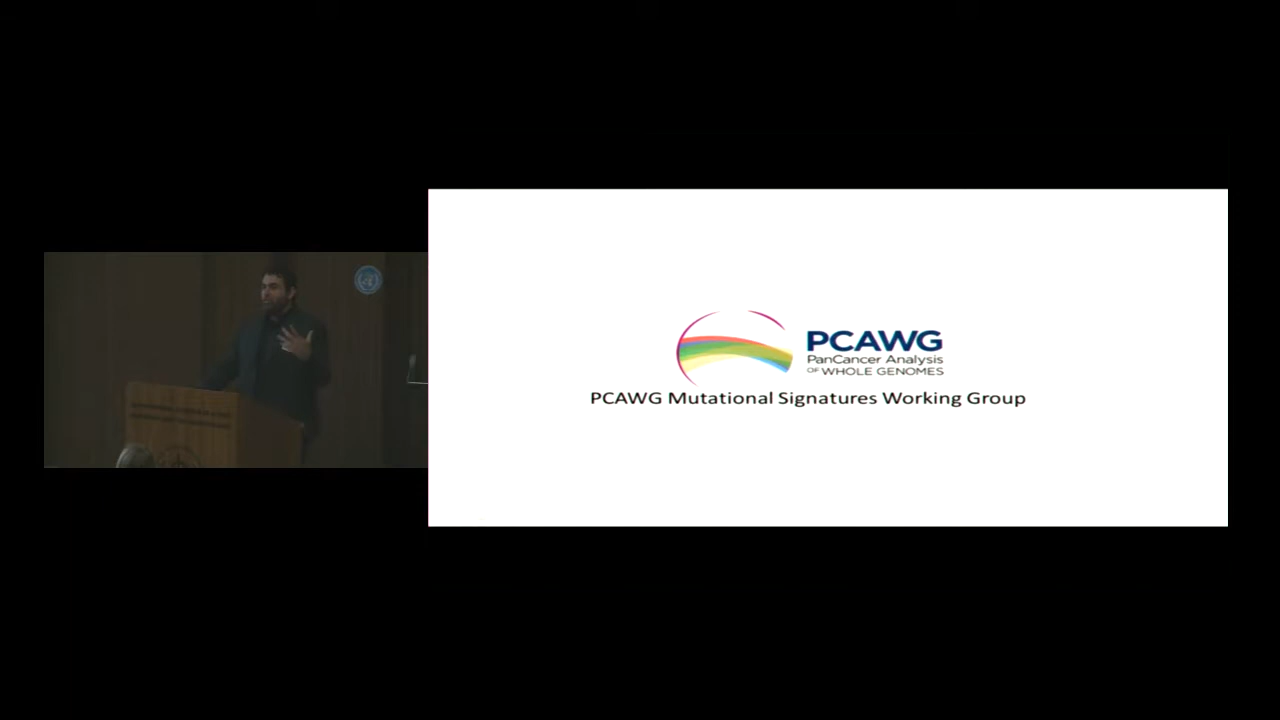 PCAWG
PanCancer Analysis
OF WHOLE GENOMES
PCAWG Mutational Signatures Working Group